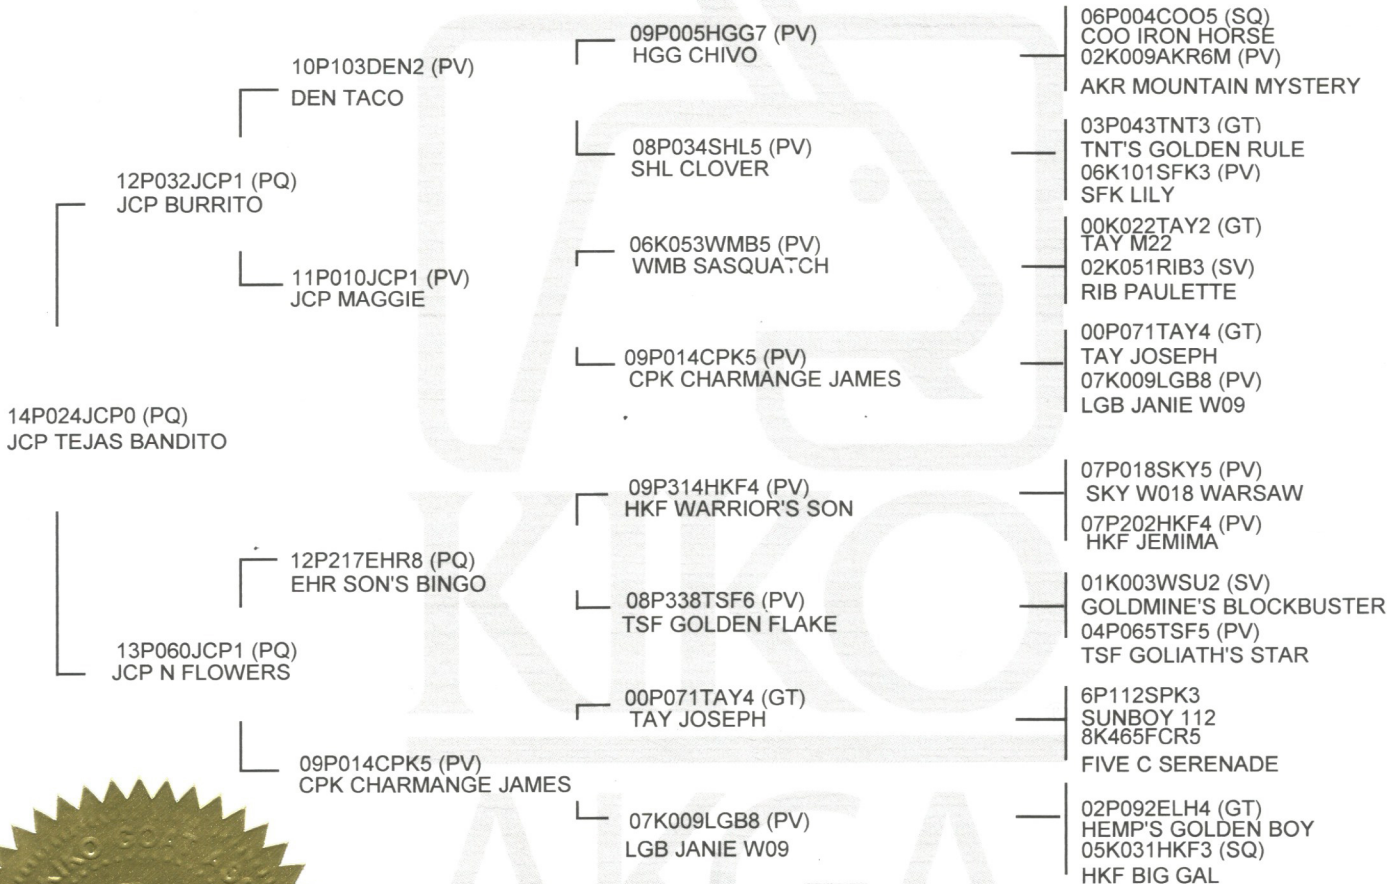 14P024JCP0 (PQ)
JCP TEJAS BANDITO
12P032JCP1 (PQ)
JCP BURRITO
13P060JCP1 (PQ)
JCP N FLOWERS
10P103DEN2 (PV)
DEN TACO
11P010JCP1 (PV)
JCP MAGGIE
12P217EHR8 (PQ)
EHR SON'S BINGO
09P014CPK5 (PV)
CPK CHARMANGE JAMES
09P005HGG7 (PV)
HGG CHIVO
08P034SHL5 (PV)
SHL CLOVER
06K053WMB5 (PV)
WMB SASQUATCH
09P014CPK5 (PV)
CPK CHARMANGE JAMES
09P314HKF4 (PV)
HKF WARRIOR'S SON
08P338TSF6 (PV)
TSF GOLDEN FLAKE
00P071TAY4 (GT)
TAY JOSEPH
07K009LGB8 (PV)
LGB JANIE W09
06P004COO5 (SQ)
COO IRON HORSE
02K009AKR6M (PV)
AKR MOUNTAIN MYSTERY
03P043TNT3 (GT)
TNT'S GOLDEN RULE
06K101SFK3 (PV)
SFK LILY
00K022TAY2 (GT)
TAY M22
02K051RIB3 (SV)
RIB PAULETTE
00P071TAY4 (GT)
TAY JOSEPH
07K009LGB8 (PV)
LGB JANIE W09
07P018SKY5 (PV)
SKY W018 WARSAW
07P202HKF4 (PV)
HKF JEMIMA
01K003WSU2 (SV)
GOLDMINE'S BLOCKBUSTER
04P065TSF5 (PV)
TSF GOLIATH'S STAR
6P112SPK3
SUNBOY 112
8K465FCR5
FIVE C SERENADE
02P092ELH4 (GT)
HEMP'S GOLDEN BOY
05K031HKF3 (SQ)
HKF BIG GAL
KIKO
AKGA
KIKO GOAT